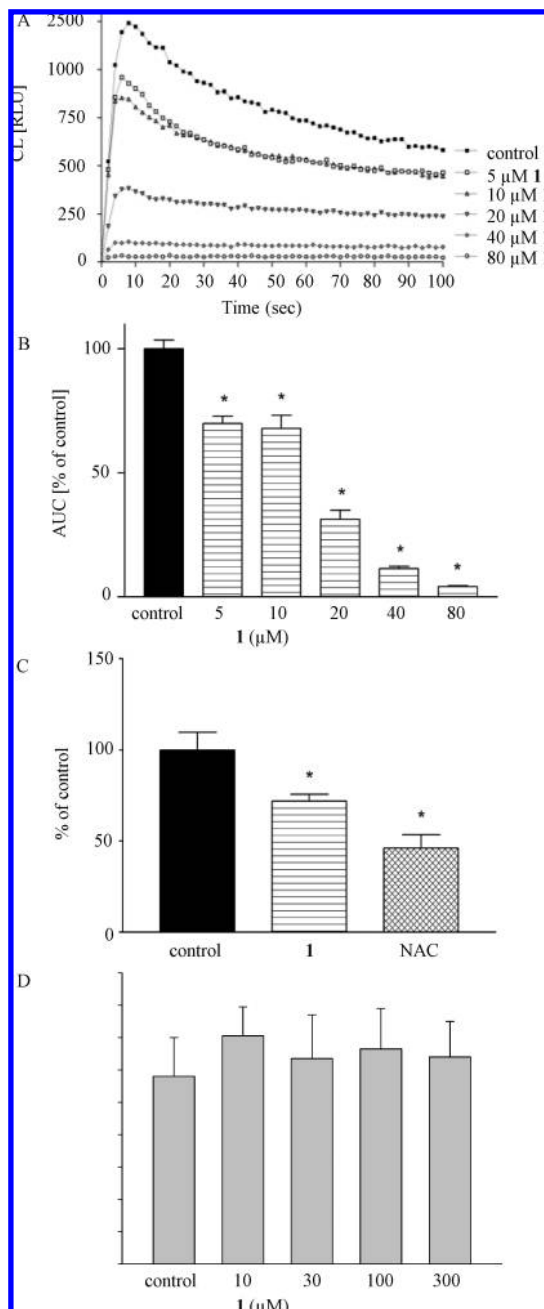 A
CL [RLU]
2500
750
500
250
0
0 10 20 30 40 50 60 70 80 90 100
Time (sec)
control
5 µM 1
10 µM
20 µM
40 µM
80 µM
B
AUC [% of control]
100
50
0
* * * * *
control 5 10 20 40 80
1 (µM)
C
% of control
150
100
50
0
* *
control 1 NAC
D
control 10 30 100 300
1 (µM)